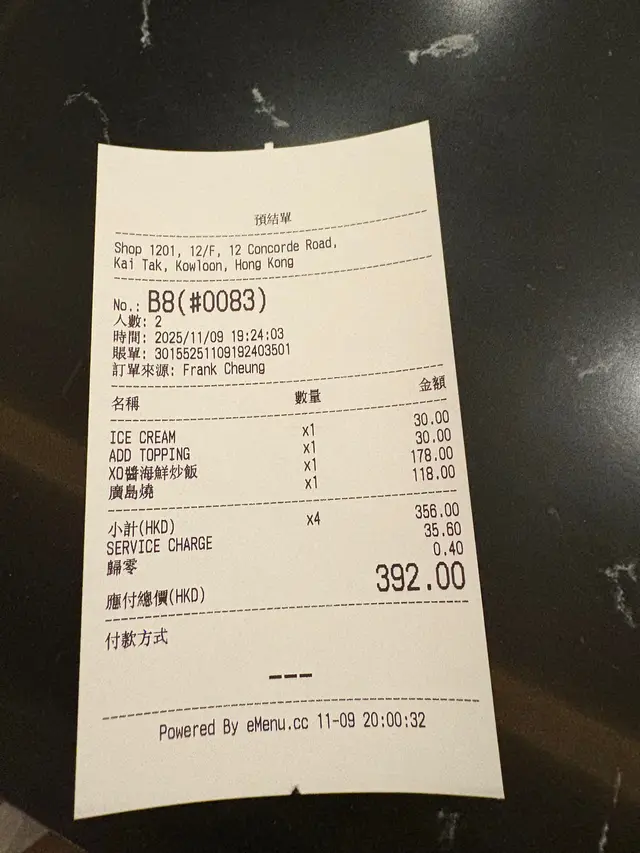 預結單
Shop 1201, 12/F, 12 Concorde Road,
Kai Tak, Kowloon, Hong Kong
No.: B8(#0083)
人數: 2
時間: 2025/11/09 19:24:03
賬單: 30155251109192403501
訂單來源: Frank Cheung
名稱 數量 金額
ICE CREAM x1 30.00
ADD TOPPING x1 30.00
XO醬海鮮炒飯 x1 178.00
廣島燒 x1 118.00
小計(HKD) x4 356.00
SERVICE CHARGE 35.60
歸零 0.40
應付總價(HKD) 392.00
付款方式
---
Powered By eMenu.cc 11-09 20:00:32